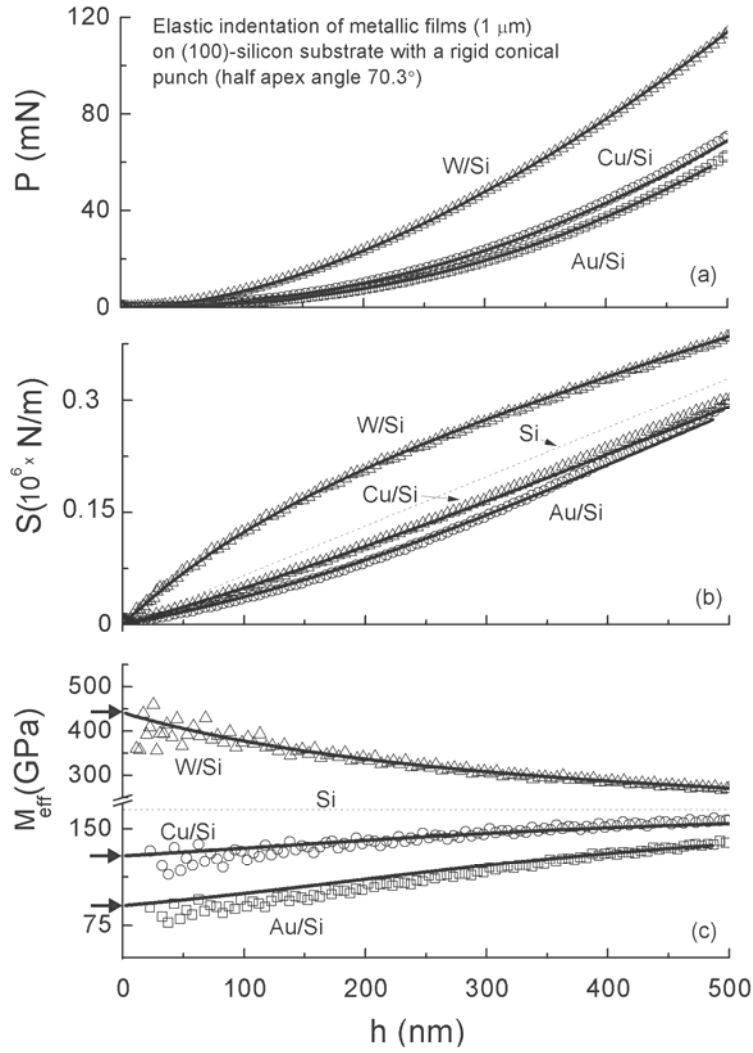 Elastic indentation of metallic films (1 μm)
on (100)-silicon substrate with a rigid conical
punch (half apex angle 70.3°)
120
80
40
0
P (mN)
W/Si
Cu/Si
Au/Si
(a)
0.3
0.15
0
S(10⁶ × N/m)
W/Si
Si
Cu/Si
Au/Si
(b)
500
400
300
150
75
M_eff(GPa)
W/Si
Si
Cu/Si
Au/Si
(c)
0 100 200 300 400 500
h (nm)